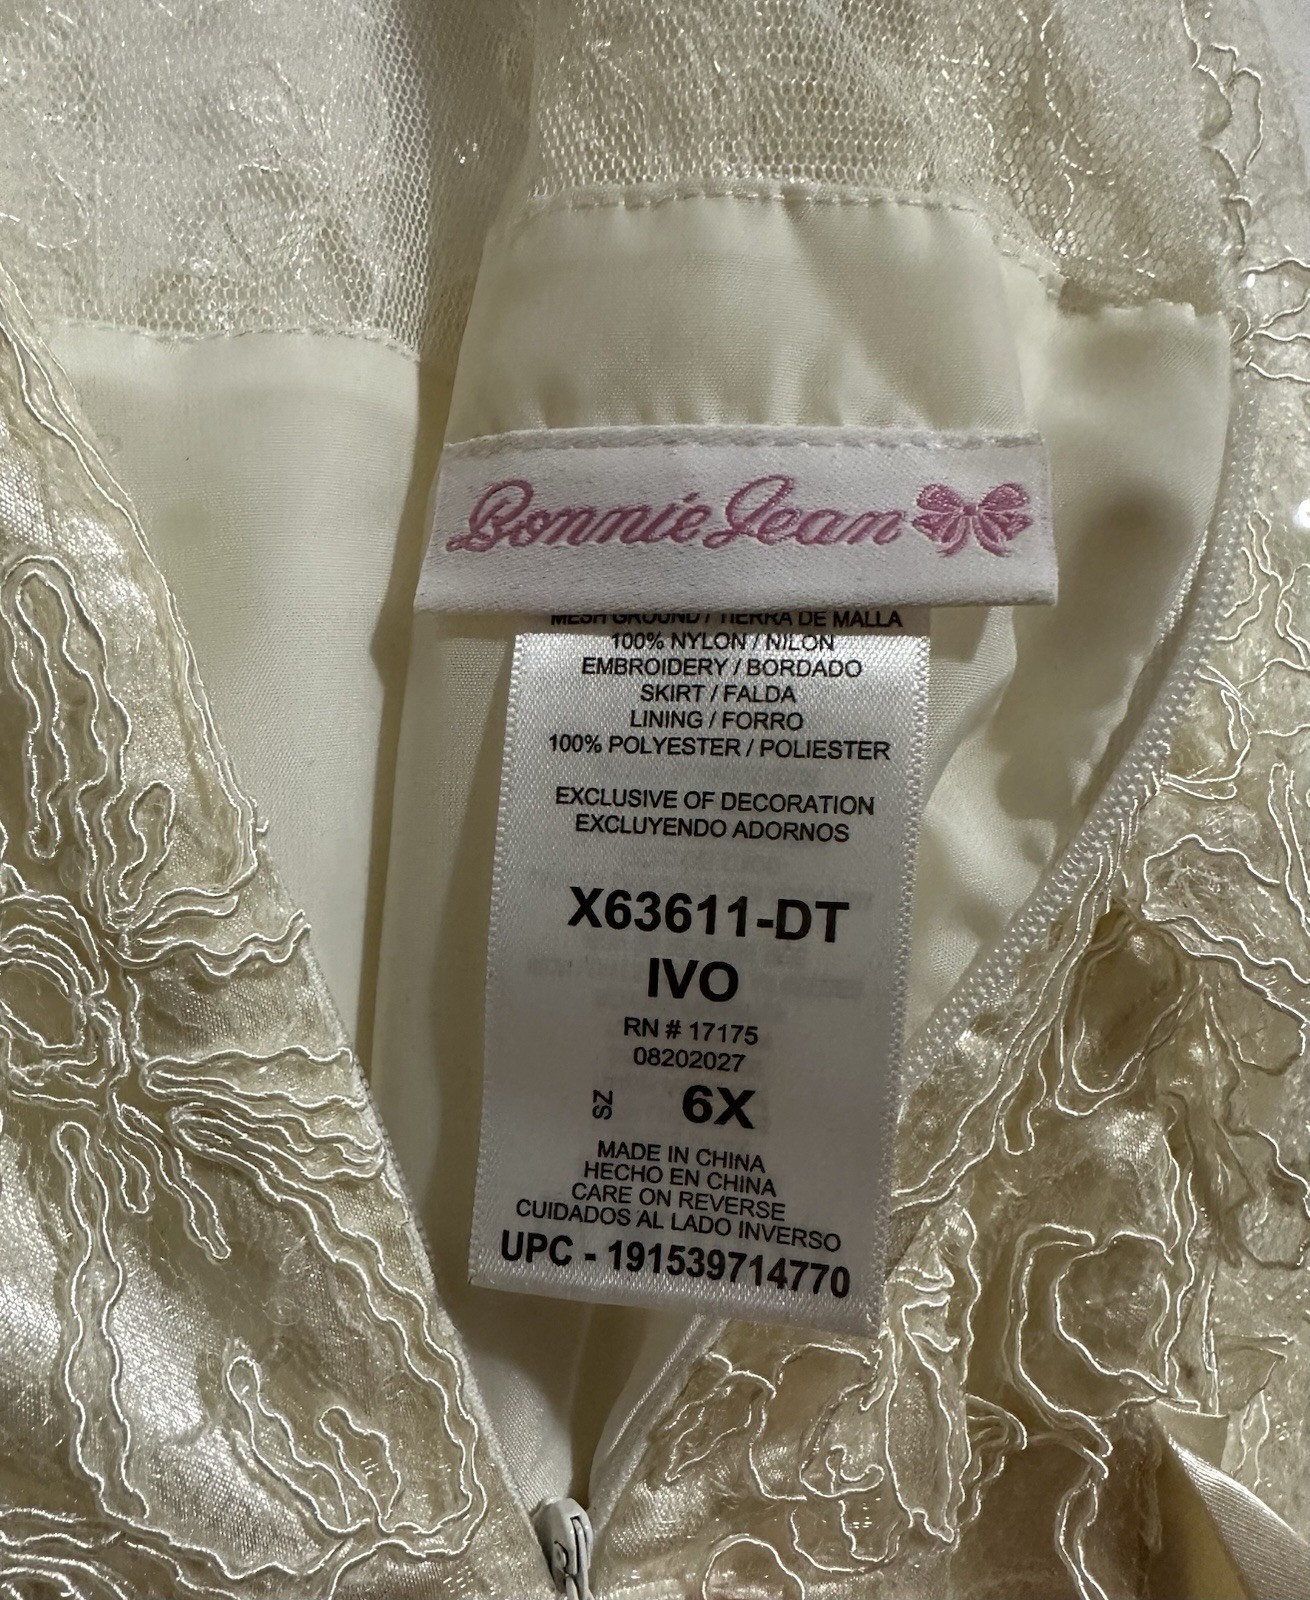 Bonnie Jean
MESH GROUND / TIERRA DE MALLA
100% NYLON / NILON
EMBROIDERY / BORDADO
SKIRT / FALDA
LINING / FORRO
100% POLYESTER / POLIESTER
EXCLUSIVE OF DECORATION
EXCLUYENDO ADORNOS
X63611-DT
IVO
RN # 17175
08202027
SZ 6X
MADE IN CHINA
HECHO EN CHINA
CARE ON REVERSE
CUIDADOS AL LADO INVERSO
UPC - 191539714770